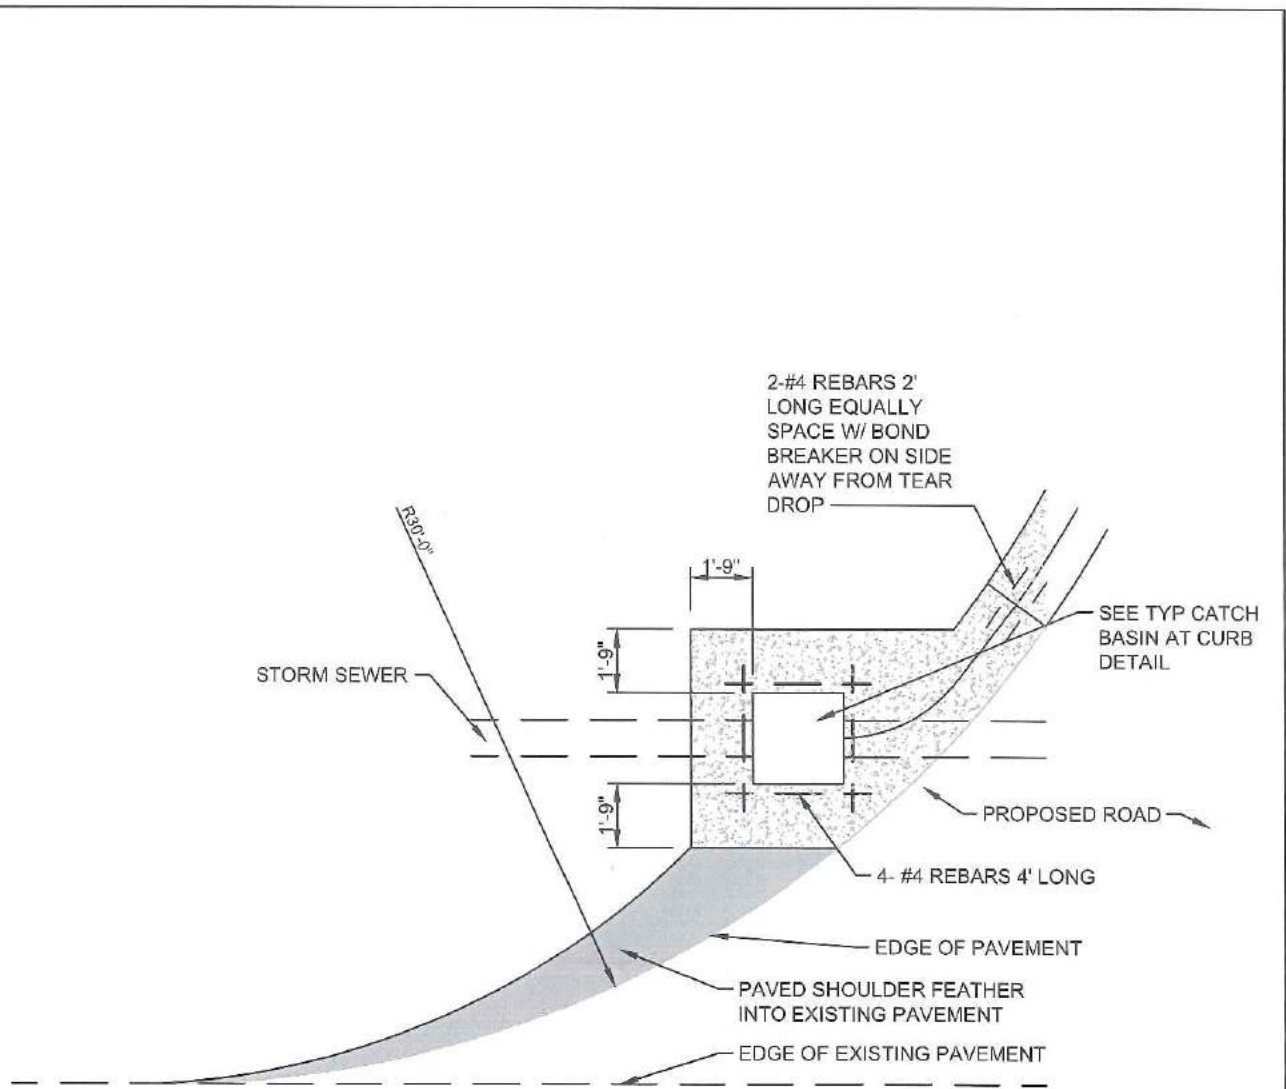 2-#4 REBARS 2'
LONG EQUALLY
SPACE W/ BOND
BREAKER ON SIDE
AWAY FROM TEAR
DROP
R30'-0"
1'-9"
SEE TYP CATCH
BASIN AT CURB
DETAIL
1'-9"
STORM SEWER
1'-9"
PROPOSED ROAD
4- #4 REBARS 4' LONG
EDGE OF PAVEMENT
PAVED SHOULDER FEATHER
INTO EXISTING PAVEMENT
EDGE OF EXISTING PAVEMENT